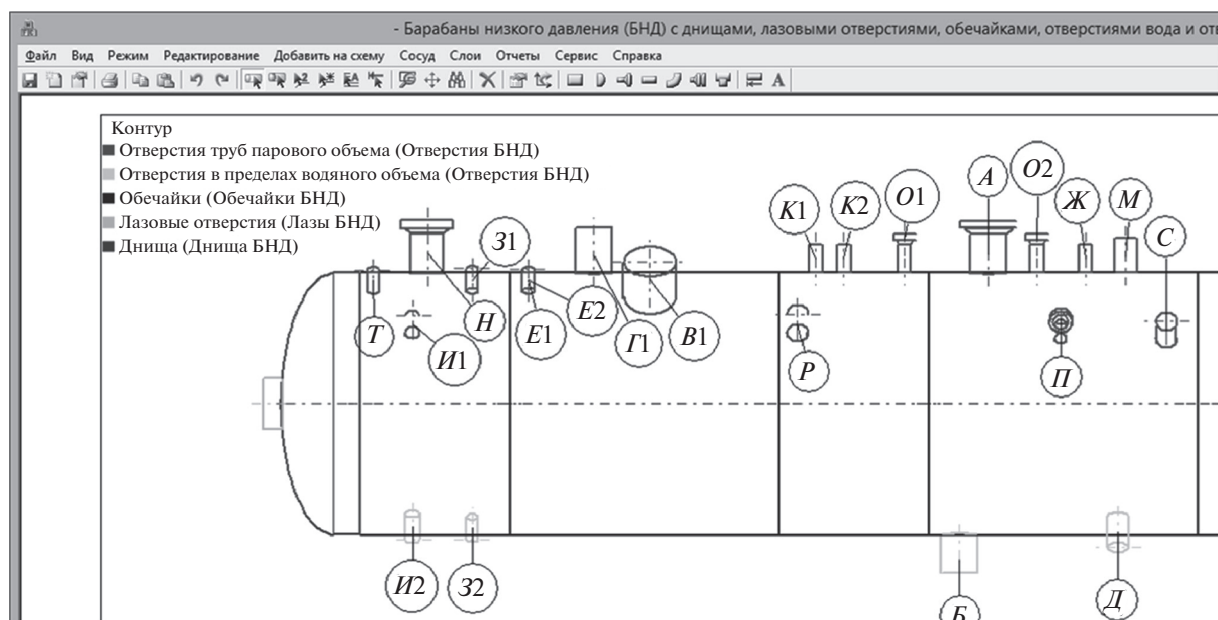 - Барабаны низкого давления (БНД) с днищами, лазовыми отверстиями, обечайками, отверстиями вода и отв
Файл Вид Режим Редактирование Добавить на схему Сосуд Слои Отчеты Сервис Справка
Контур
Отверстия труб парового объема (Отверстия БНД)
Отверстия в пределах водяного объема (Отверстия БНД)
Обечайки (Обечайки БНД)
Лазовые отверстия (Лазы БНД)
Днища (Днища БНД)
А О2
К1 К2 О1 Ж М
З1 С
Т И1 Н Е1 Е2 Г1 В1 Р П
И2 З2 Б Д